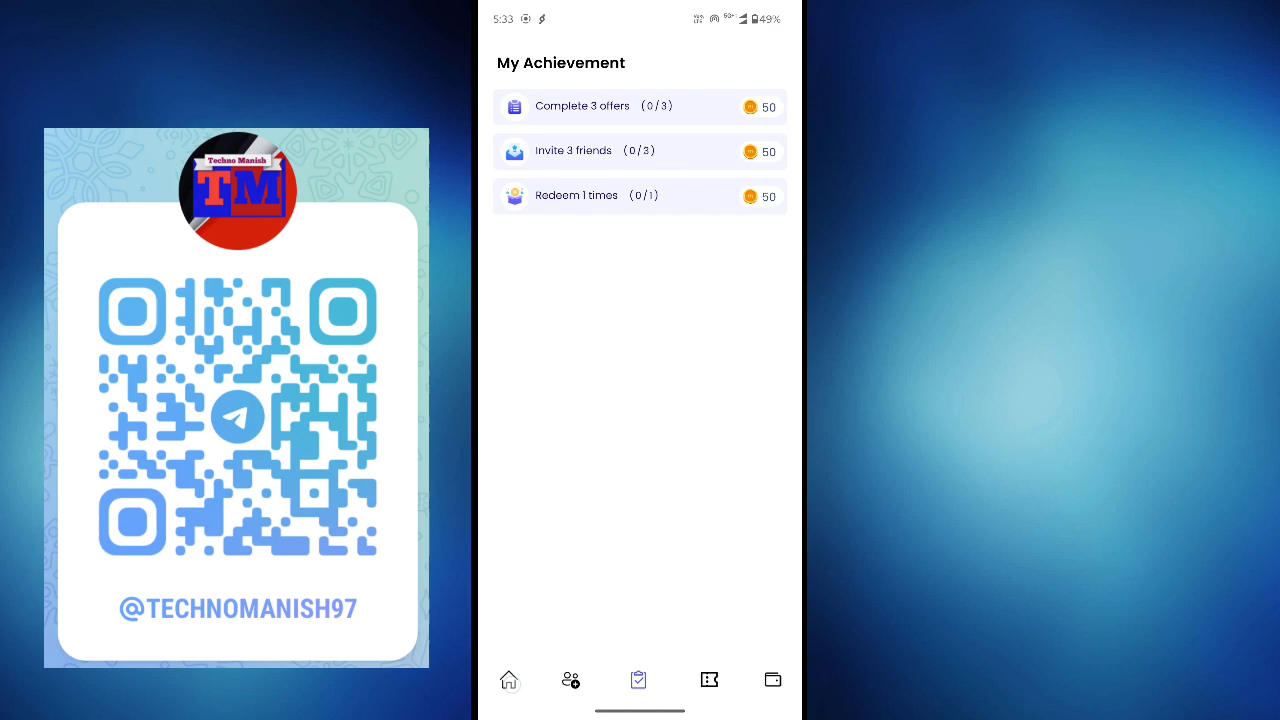 Techno Manish
TM
@TECHNOMANISH97
5:33
5G+
49%
My Achievement
Complete 3 offers (0/3)
50
Invite 3 friends (0/3)
50
Redeem 1 times (0/1)
50